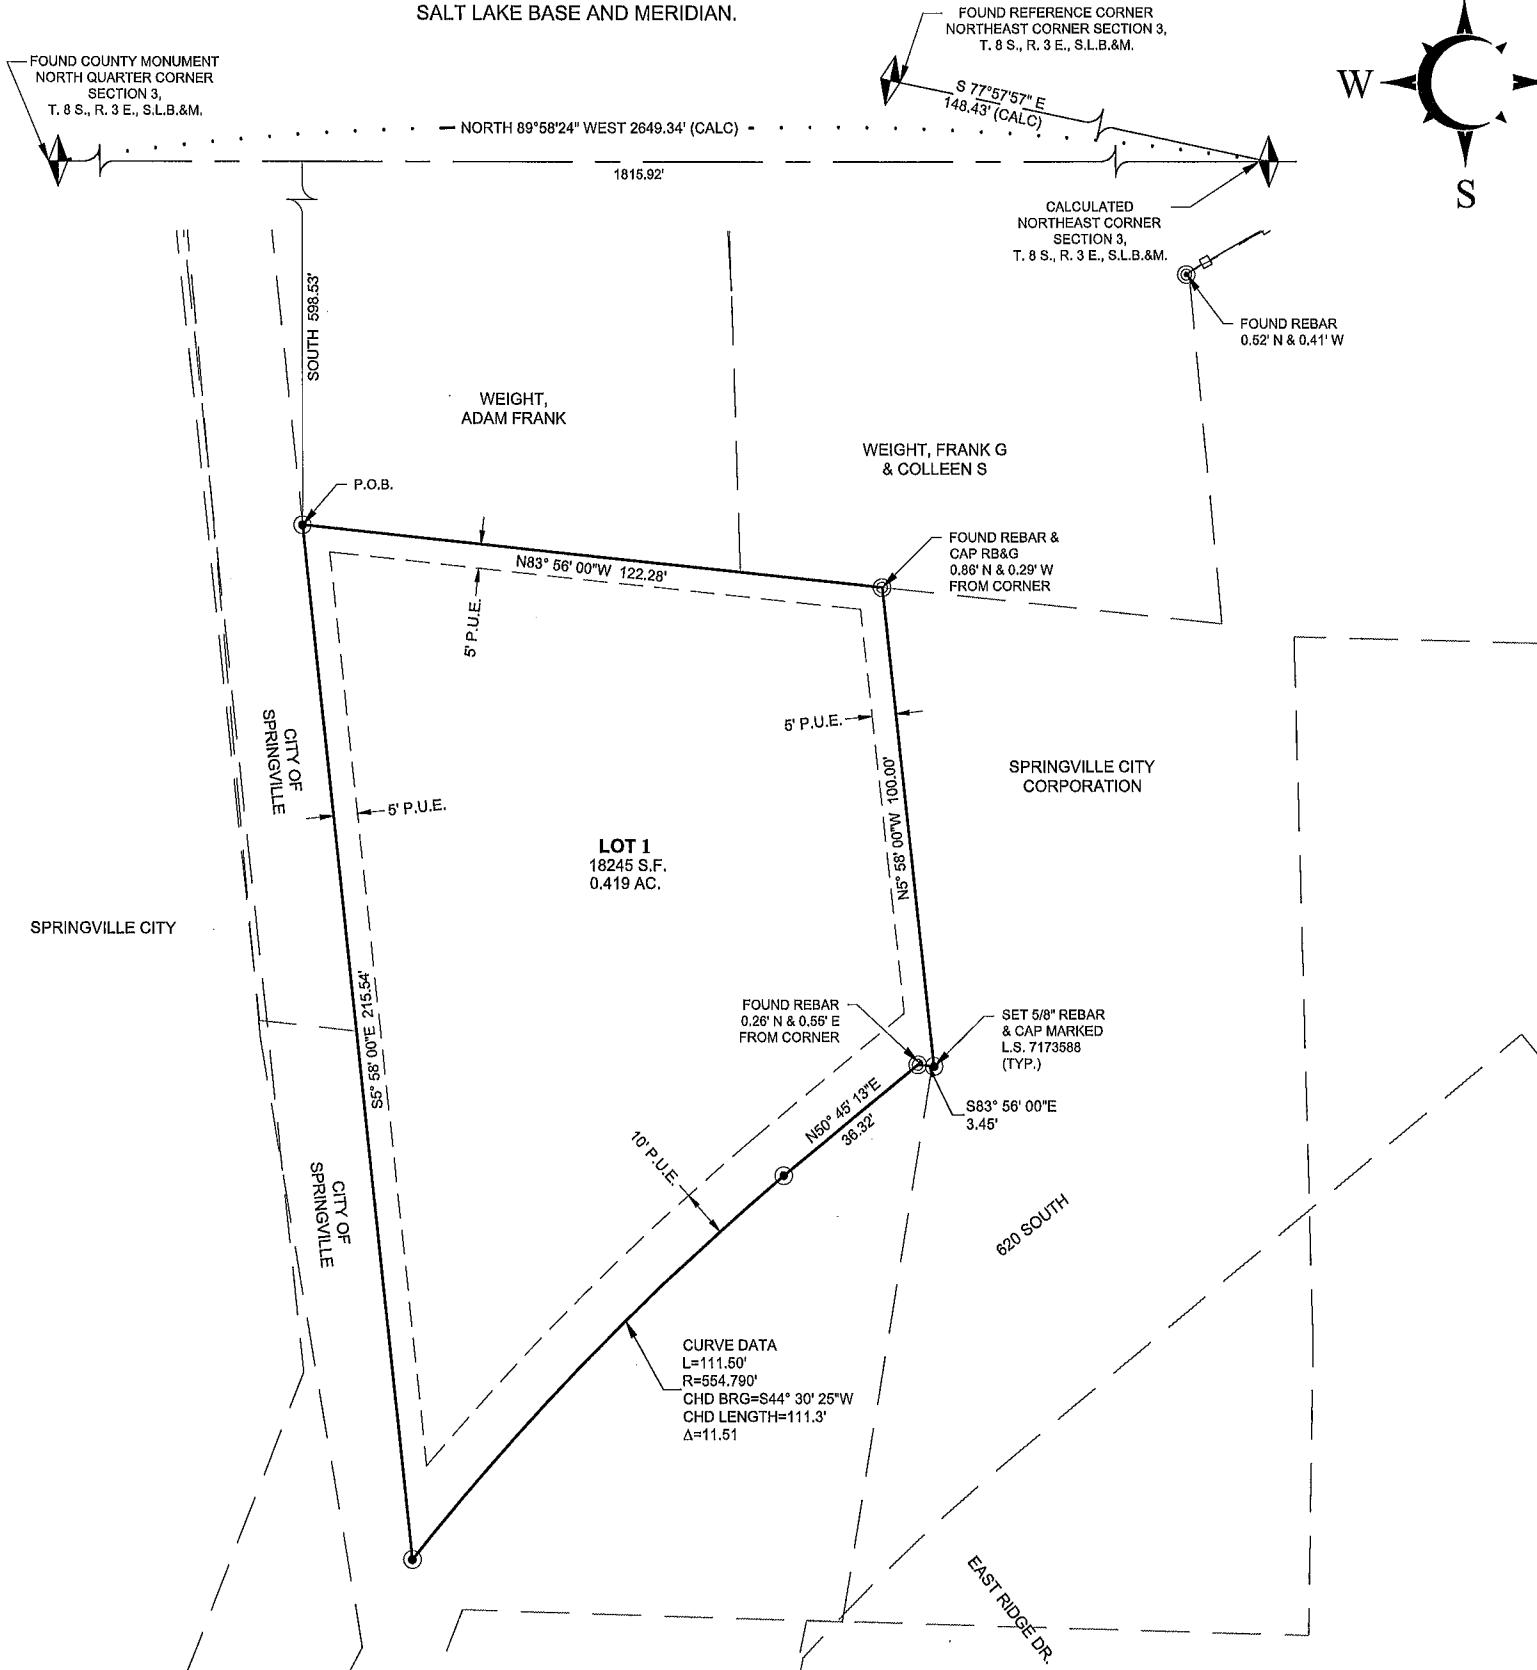 SALT LAKE BASE AND MERIDIAN.
FOUND COUNTY MONUMENT
NORTH QUARTER CORNER
SECTION 3,
T. 8 S., R. 3 E., S.L.B.&M.
FOUND REFERENCE CORNER
NORTHEAST CORNER SECTION 3,
T. 8 S., R. 3 E., S.L.B.&M.
S 77°57'57" E
148.43' (CALC)
W
S
NORTH 89°58'24" WEST 2649.34' (CALC)
1815.92'
CALCULATED
NORTHEAST CORNER
SECTION 3,
T. 8 S., R. 3 E., S.L.B.&M.
SOUTH 598.53'
FOUND REBAR
0.52' N & 0.41' W
WEIGHT,
ADAM FRANK
WEIGHT, FRANK G
& COLLEEN S
P.O.B.
N83° 56' 00"W 122.28'
5' P.U.E.
FOUND REBAR &
CAP RB&G
0.86' N & 0.29' W
FROM CORNER
5' P.U.E.
N5° 58' 00"W 100.00'
SPRINGVILLE CITY
CORPORATION
CITY OF
SPRINGVILLE
5' P.U.E.
LOT 1
18245 S.F.
0.419 AC.
SPRINGVILLE CITY
S5° 58' 00"E 215.54'
FOUND REBAR
0.26' N & 0.55' E
FROM CORNER
SET 5/8" REBAR
& CAP MARKED
L.S. 7173588
(TYP.)
S83° 56' 00"E
3.45'
N50° 45' 13"E
36.32'
10' P.U.E.
CITY OF
SPRINGVILLE
620 SOUTH
CURVE DATA
L=111.50'
R=554.790'
CHD BRG=S44° 30' 25"W
CHD LENGTH=111.3'
Δ=11.51
EAST RIDGE DR.